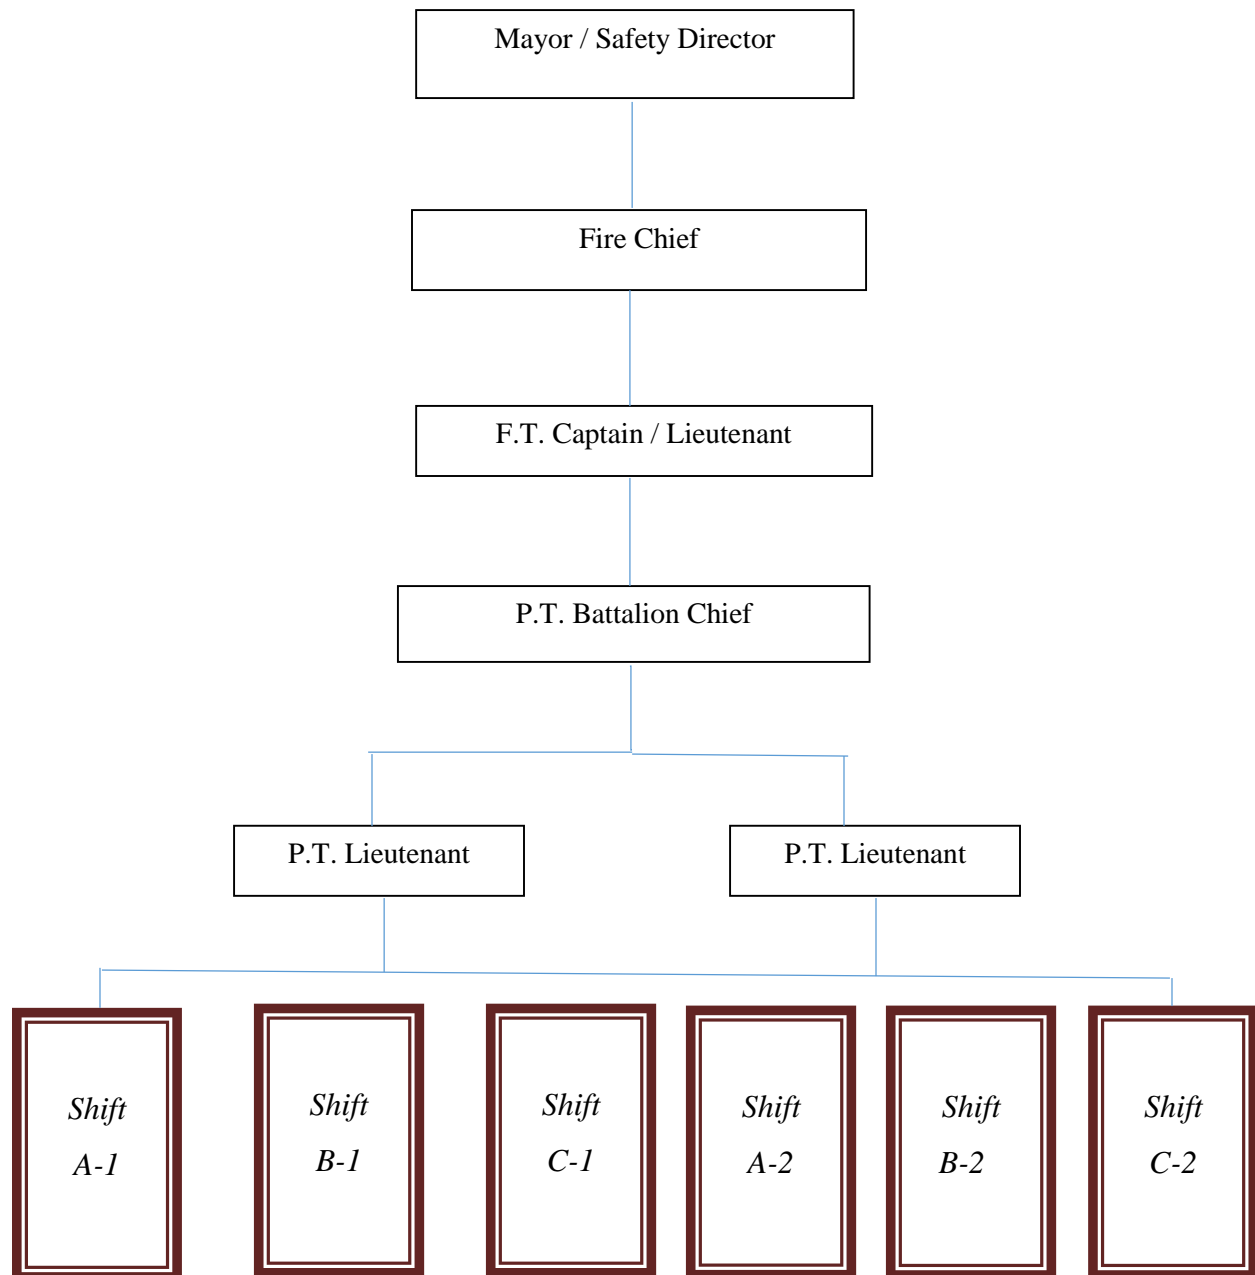 Mayor / Safety Director
Fire Chief
F.T. Captain / Lieutenant
P.T. Battalion Chief
P.T. Lieutenant
P.T. Lieutenant
Shift
A-1
Shift
B-1
Shift
C-1
Shift
A-2
Shift
B-2
Shift
C-2